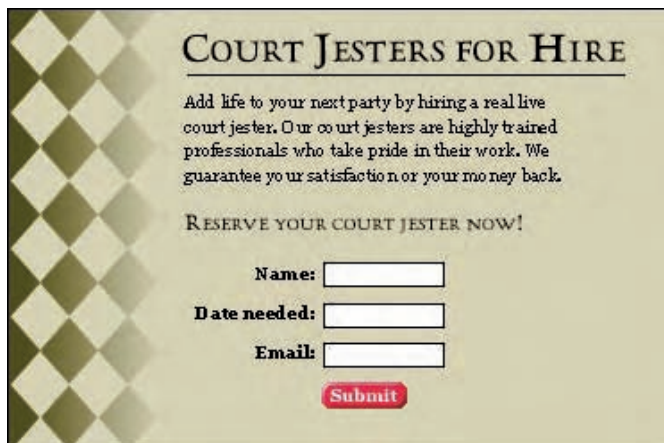 COURT JESTERS FOR HIRE
Add life to your next party by hiring a real live
court jester. Our court jesters are highly trained
professionals who take pride in their work. We
guarantee your satisfaction or your money back.
RESERVE YOUR COURT JESTER NOW!
Name:
Date needed:
Email:
Submit